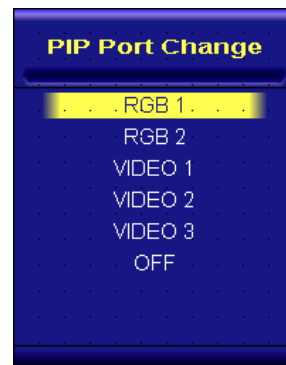 PIP Port Change
RGB 1
RGB 2
VIDEO 1
VIDEO 2
VIDEO 3
OFF